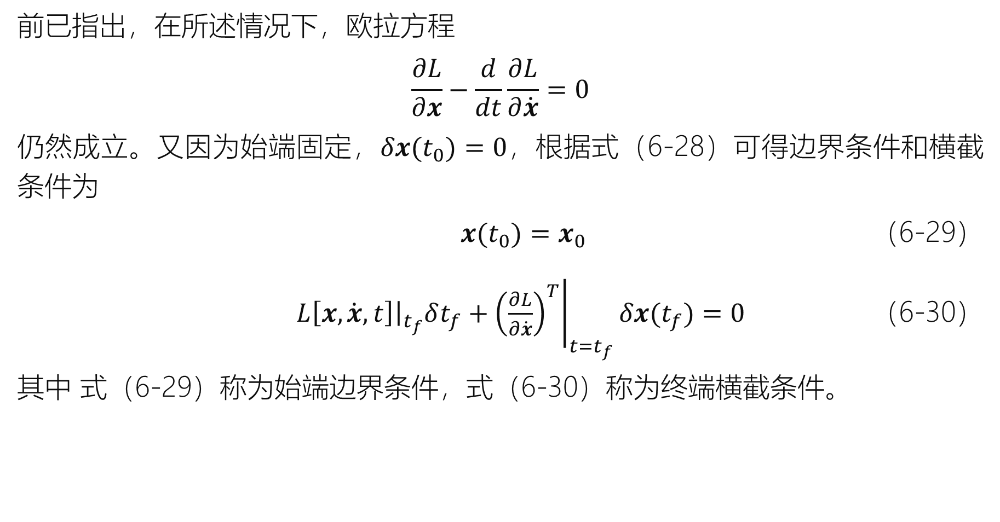 前已指出，在所述情况下，欧拉方程
$$\frac{\partial L}{\partial \boldsymbol{x}} - \frac{d}{dt}\frac{\partial L}{\partial \dot{\boldsymbol{x}}} = 0$$
仍然成立。又因为始端固定，$\delta \boldsymbol{x}(t_0) = 0$，根据式（6-28）可得边界条件和横截
条件为
$$\boldsymbol{x}(t_0) = \boldsymbol{x}_0$$ （6-29）
$$L[\boldsymbol{x}, \dot{\boldsymbol{x}}, t]|_{t_f} \delta t_f + \left(\frac{\partial L}{\partial \dot{\boldsymbol{x}}}\right)^T \Big|_{t=t_f} \delta \boldsymbol{x}(t_f) = 0$$ （6-30）
其中 式（6-29）称为始端边界条件，式（6-30）称为终端横截条件。